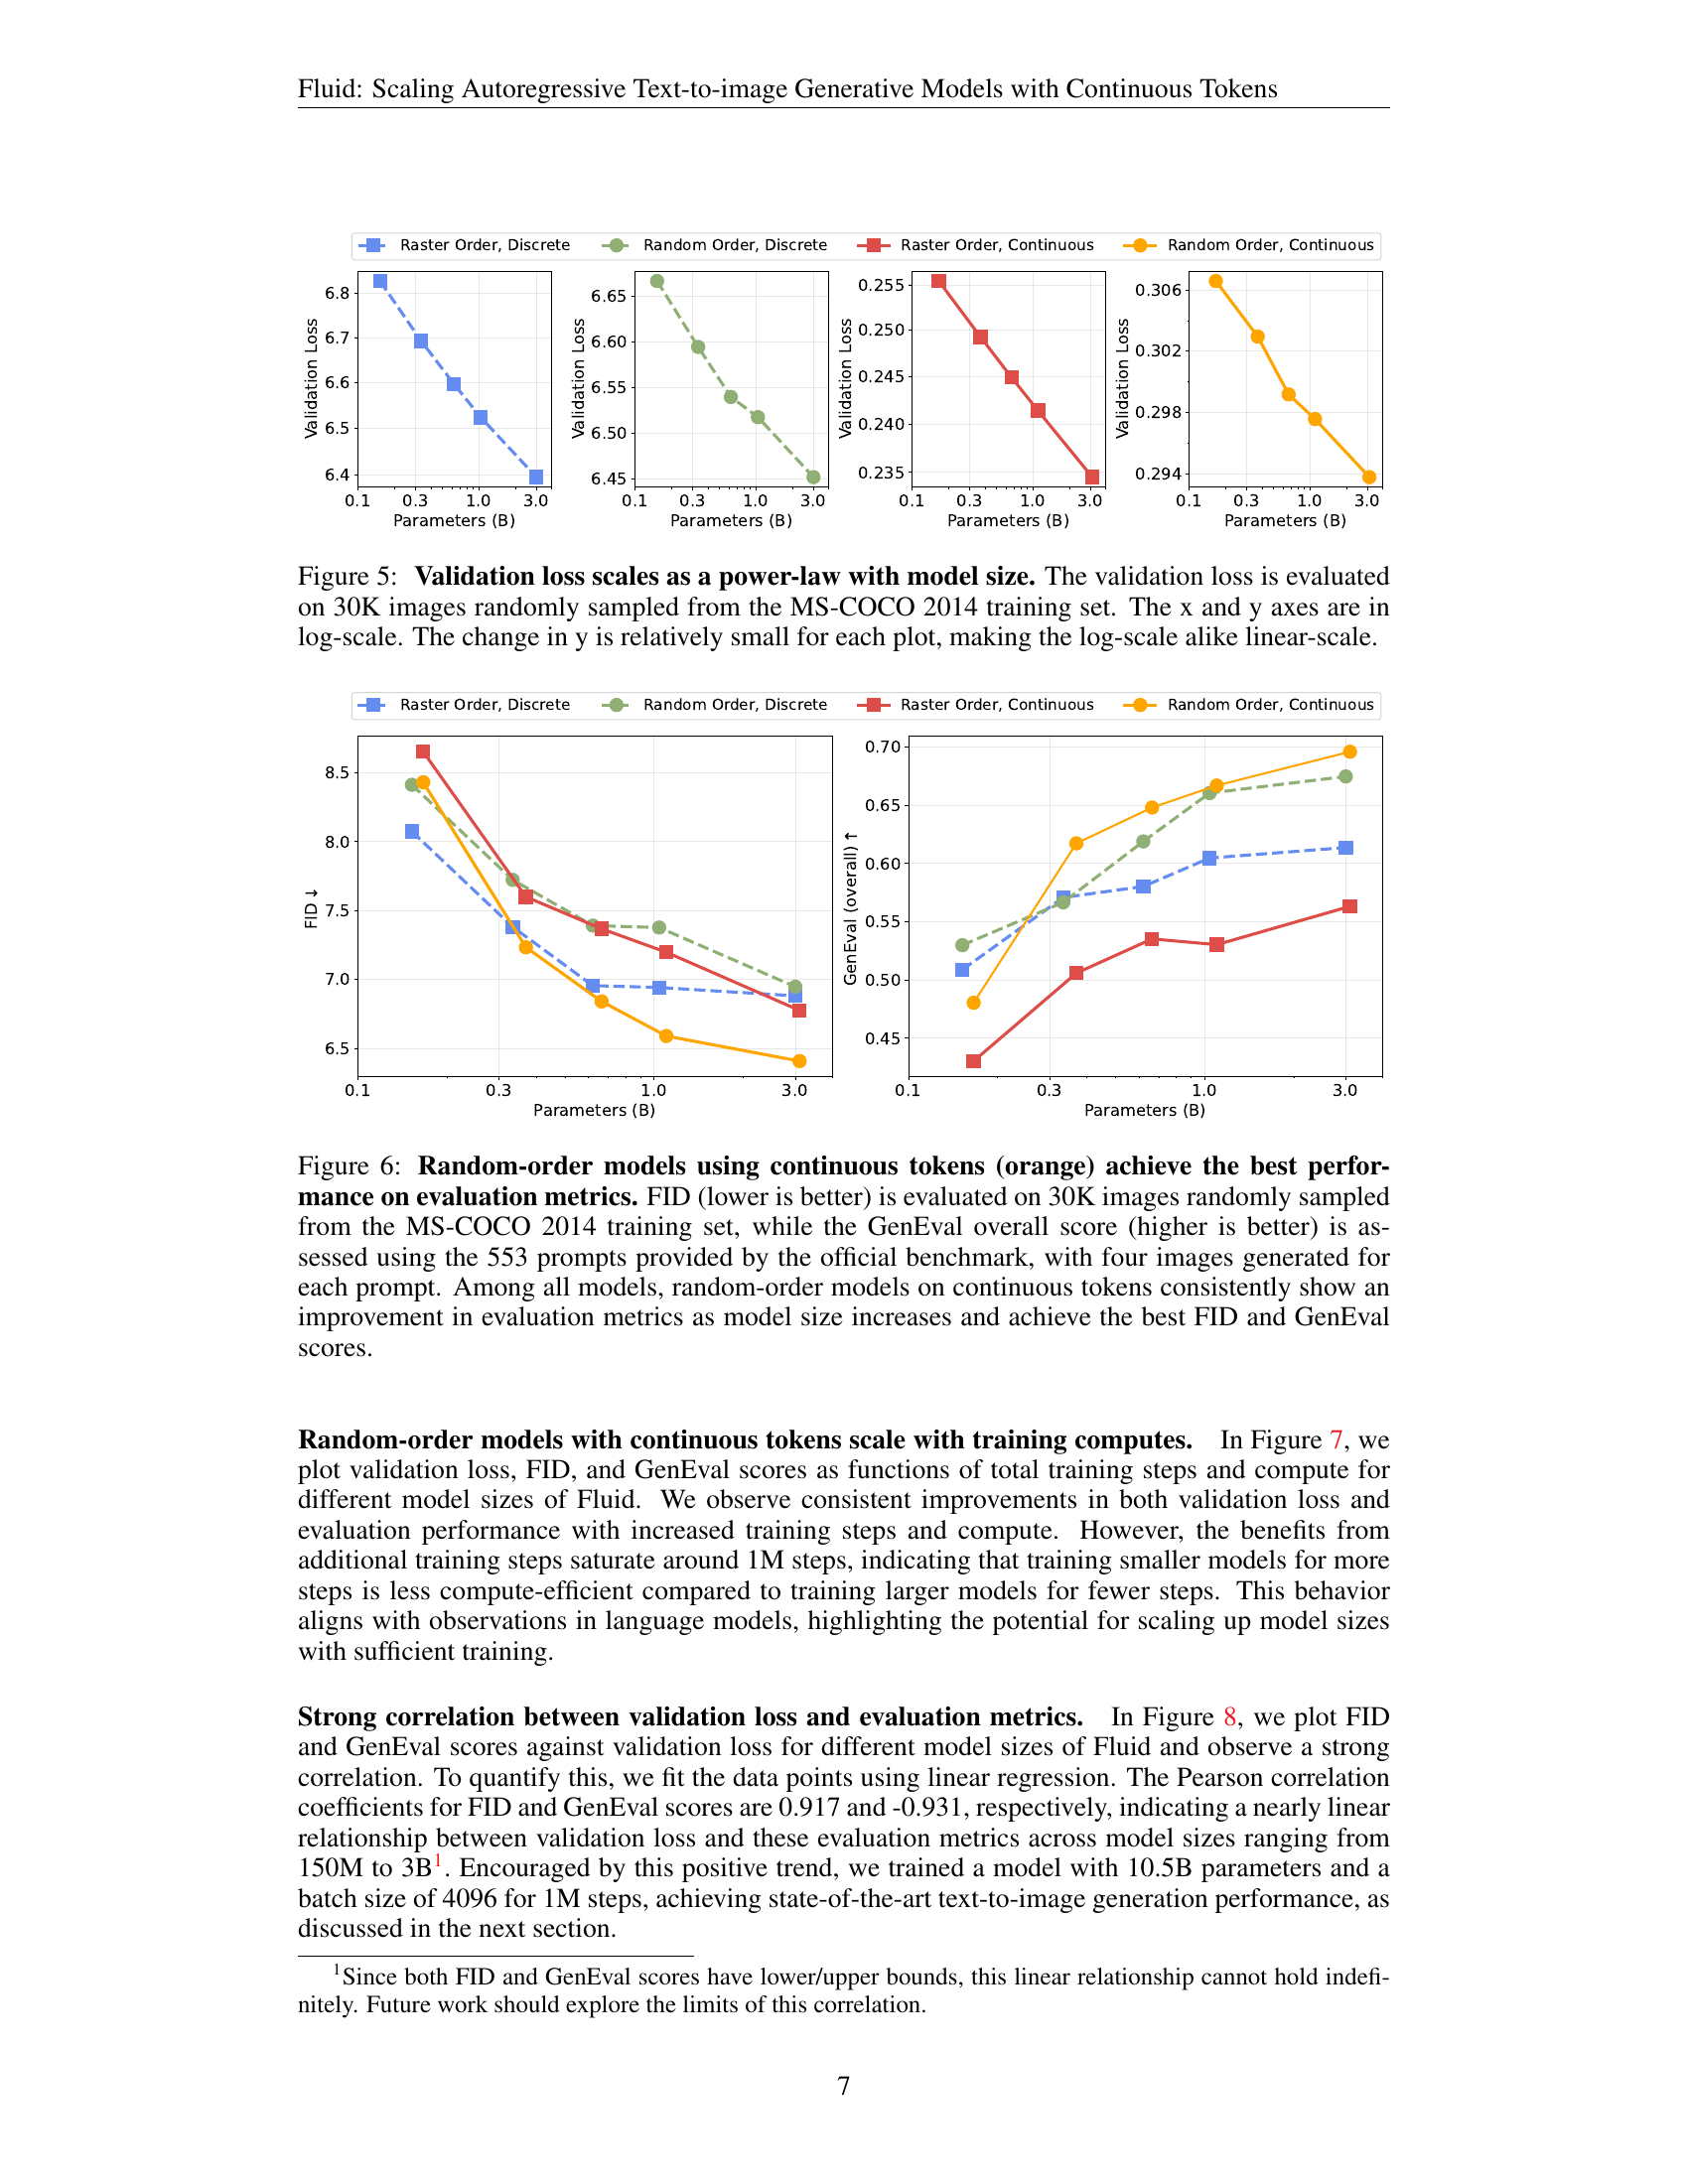 Fluid: Scaling Autoregressive Text-to-image Generative Models with Continuous Tokens
Raster Order, Discrete Random Order, Discrete Raster Order, Continuous Random Order, Continuous
Validation Loss
6.8
6.7
6.6
6.5
6.4
0.1 0.3 1.0 3.0
Parameters (B)
Validation Loss
6.65
6.60
6.55
6.50
6.45
0.1 0.3 1.0 3.0
Parameters (B)
Validation Loss
0.255
0.250
0.245
0.240
0.235
0.1 0.3 1.0 3.0
Parameters (B)
Validation Loss
0.306
0.302
0.298
0.294
0.1 0.3 1.0 3.0
Parameters (B)
Figure 5: Validation loss scales as a power-law with model size. The validation loss is evaluated
on 30K images randomly sampled from the MS-COCO 2014 training set. The x and y axes are in
log-scale. The change in y is relatively small for each plot, making the log-scale alike linear-scale.
Raster Order, Discrete Random Order, Discrete Raster Order, Continuous Random Order, Continuous
FID ↓
8.5
8.0
7.5
7.0
6.5
0.1 0.3 1.0 3.0
Parameters (B)
GenEval (overall) ↑
0.70
0.65
0.60
0.55
0.50
0.45
0.1 0.3 1.0 3.0
Parameters (B)
Figure 6: Random-order models using continuous tokens (orange) achieve the best perfor-
mance on evaluation metrics. FID (lower is better) is evaluated on 30K images randomly sampled
from the MS-COCO 2014 training set, while the GenEval overall score (higher is better) is as-
sessed using the 553 prompts provided by the official benchmark, with four images generated for
each prompt. Among all models, random-order models on continuous tokens consistently show an
improvement in evaluation metrics as model size increases and achieve the best FID and GenEval
scores.
Random-order models with continuous tokens scale with training computes. In Figure 7, we
plot validation loss, FID, and GenEval scores as functions of total training steps and compute for
different model sizes of Fluid. We observe consistent improvements in both validation loss and
evaluation performance with increased training steps and compute. However, the benefits from
additional training steps saturate around 1M steps, indicating that training smaller models for more
steps is less compute-efficient compared to training larger models for fewer steps. This behavior
aligns with observations in language models, highlighting the potential for scaling up model sizes
with sufficient training.
Strong correlation between validation loss and evaluation metrics. In Figure 8, we plot FID
and GenEval scores against validation loss for different model sizes of Fluid and observe a strong
correlation. To quantify this, we fit the data points using linear regression. The Pearson correlation
coefficients for FID and GenEval scores are 0.917 and -0.931, respectively, indicating a nearly linear
relationship between validation loss and these evaluation metrics across model sizes ranging from
150M to 3B1. Encouraged by this positive trend, we trained a model with 10.5B parameters and a
batch size of 4096 for 1M steps, achieving state-of-the-art text-to-image generation performance, as
discussed in the next section.
1Since both FID and GenEval scores have lower/upper bounds, this linear relationship cannot hold indefi-
nitely. Future work should explore the limits of this correlation.
7